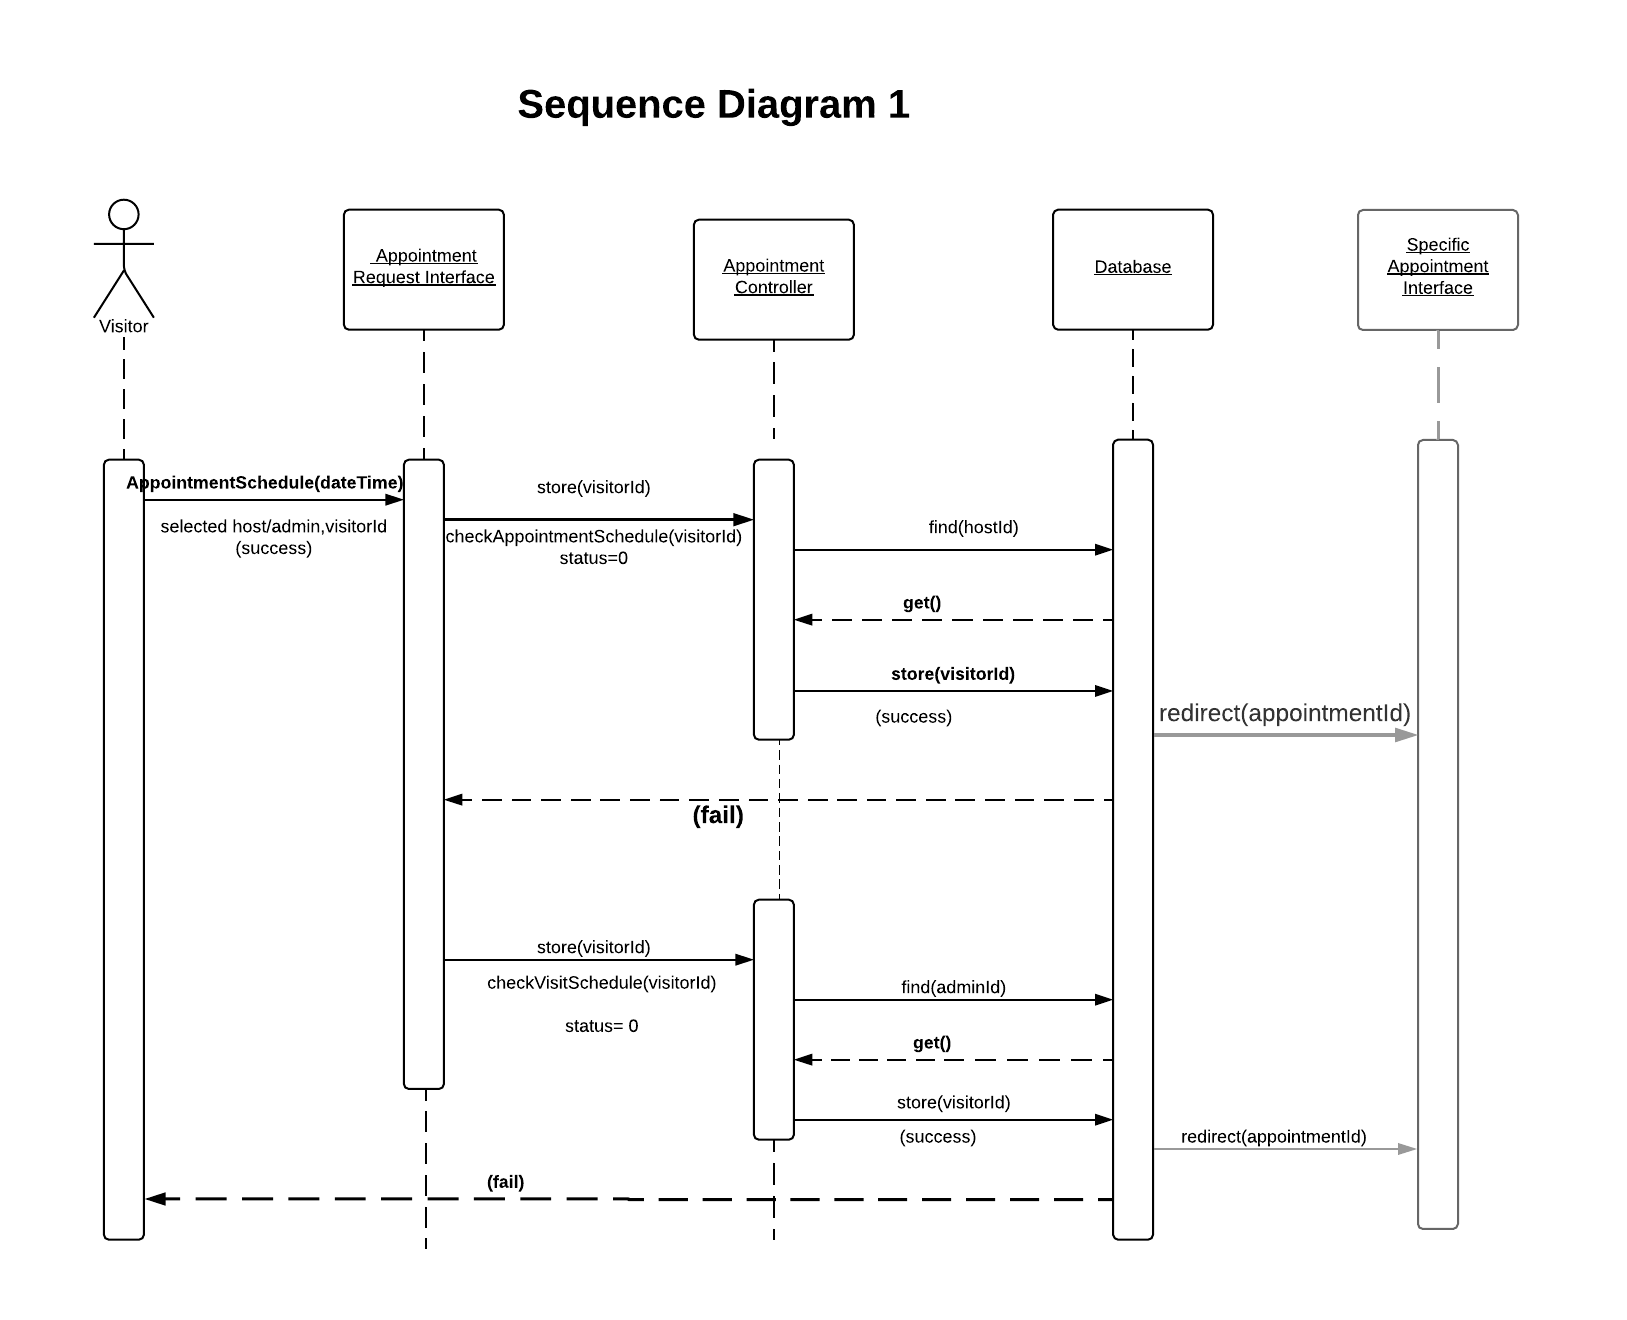 Sequence Diagram 1
Visitor
Appointment
Request Interface
Appointment
Controller
Database
Specific
Appointment
Interface
AppointmentSchedule(dateTime)
selected host/admin,visitorId
(success)
store(visitorId)
checkAppointmentSchedule(visitorId)
status=0
find(hostId)
get()
store(visitorId)
(success)
redirect(appointmentId)
(fail)
store(visitorId)
checkVisitSchedule(visitorId)
status= 0
find(adminId)
get()
store(visitorId)
(success)
redirect(appointmentId)
(fail)